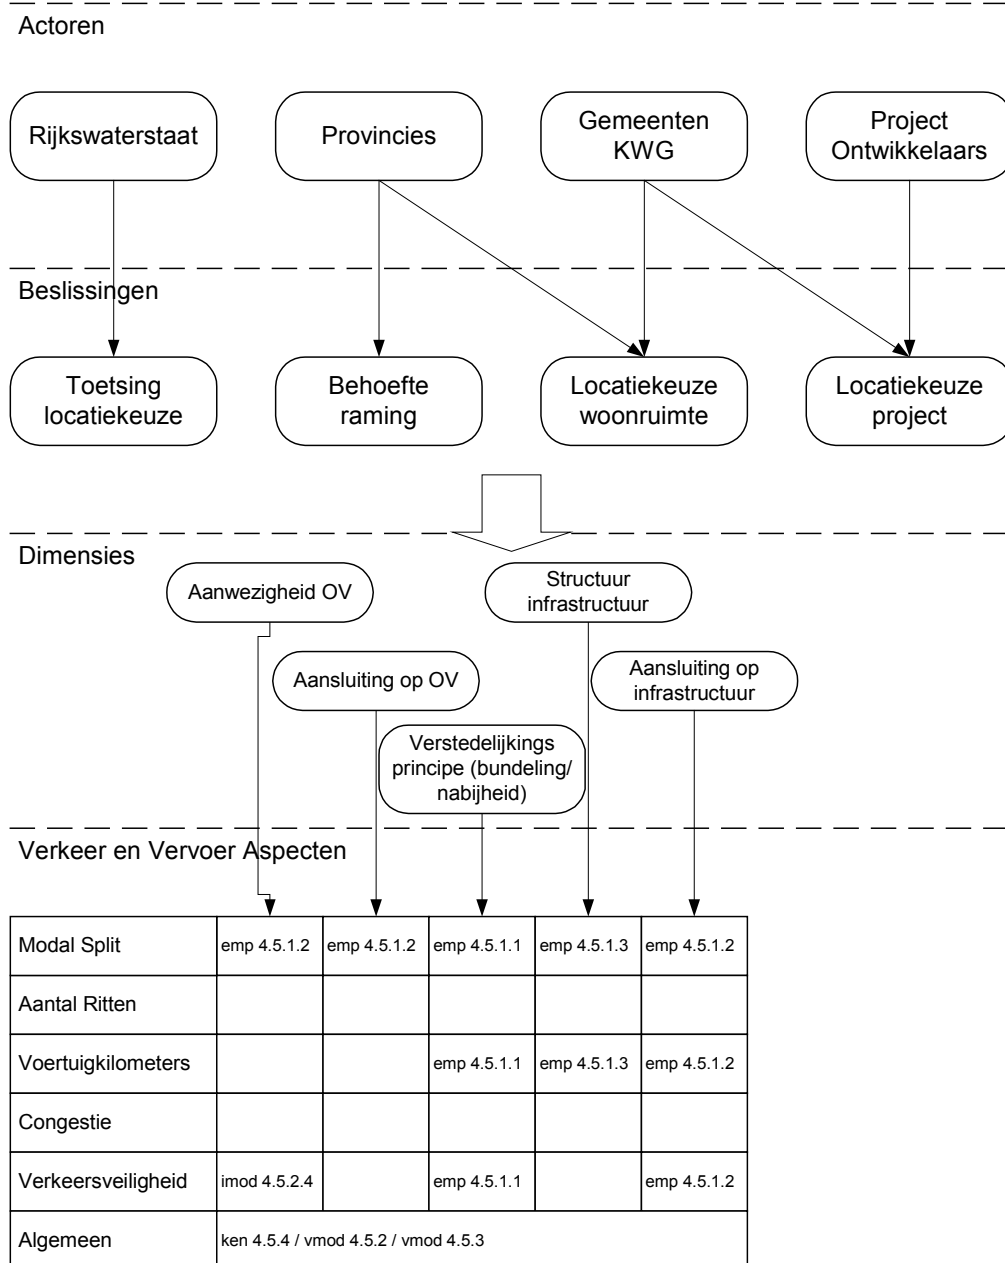 Actoren
Rijkswaterstaat
Provincies
Gemeenten
KWG
Project
Ontwikkelaars
Beslissingen
Toetsing
locatiekeuze
Behoefte
raming
Locatiekeuze
woonruimte
Locatiekeuze
project
Dimensies
Aanwezigheid OV
Structuur
infrastructuur
Aansluiting op OV
Aansluiting op
infrastructuur
Verstedelijkings
principe (bundeling/
nabijheid)
Verkeer en Vervoer Aspecten
Modal Split emp 4.5.1.2 emp 4.5.1.2 emp 4.5.1.1 emp 4.5.1.3 emp 4.5.1.2
Aantal Ritten
Voertuigkilometers emp 4.5.1.1 emp 4.5.1.3 emp 4.5.1.2
Congestie
Verkeersveiligheid imod 4.5.2.4 emp 4.5.1.1 emp 4.5.1.2
Algemeen ken 4.5.4 / vmod 4.5.2 / vmod 4.5.3